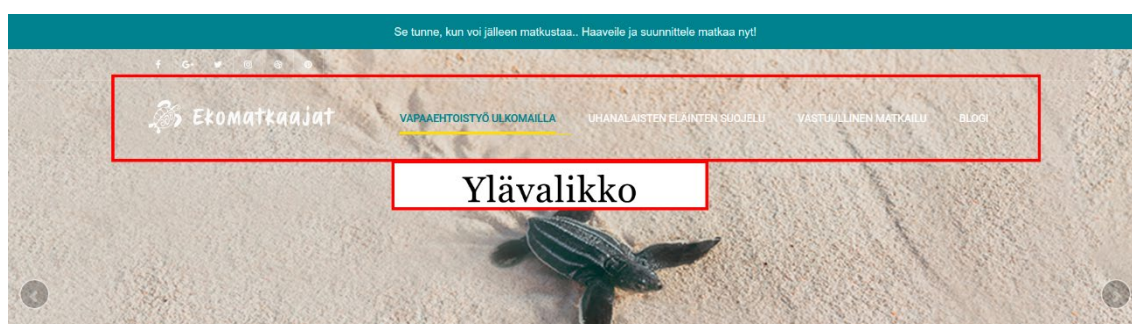 Se tunne, kun voi jälleen matkustaa.. Haaveile ja suunnittele matkaa nyt!
Ekomatkaajat
VAPAAEHTOISTYÖ ULKOMAILLA UHANALAISTEN ELÄINTEN SUOJELU VASTUULLINEN MATKAILU BLOGI
Ylävalikko